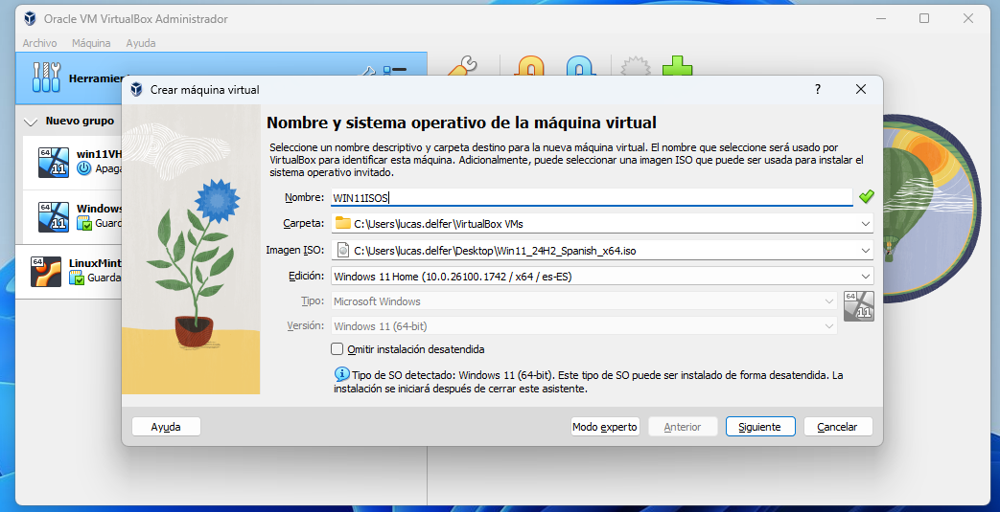 Oracle VM VirtualBox Administrador
Archivo Máquina Ayuda
Nuevo grupo
64
11
Apaga
64
11
Windows
Guard
64
LinuxMint
Guarda
Crear máquina virtual
?
Nombre y sistema operativo de la máquina virtual
Seleccione un nombre descriptivo y carpeta destino para la nueva máquina virtual. El nombre que seleccione será usado por
VirtualBox para identificar esta máquina. Adicionalmente, puede seleccionar una imagen ISO que puede ser usada para instalar el
sistema operativo invitado.
Nombre: WIN11ISOS
Carpeta: C:\Users\lucas.delfer\VirtualBox VMs
Imagen ISO: C:\Users\lucas.delfer\Desktop\Win11_24H2_Spanish_x64.iso
Edición: Windows 11 Home (10.0.26100.1742 / x64 / es-ES)
Tipo: Microsoft Windows
64
11
Versión: Windows 11 (64-bit)
Omitir instalación desatendida
Tipo de SO detectado: Windows 11 (64-bit). Este tipo de SO puede ser instalado de forma desatendida. La
instalación se iniciará después de cerrar este asistente.
Ayuda Modo experto Anterior Siguiente Cancelar